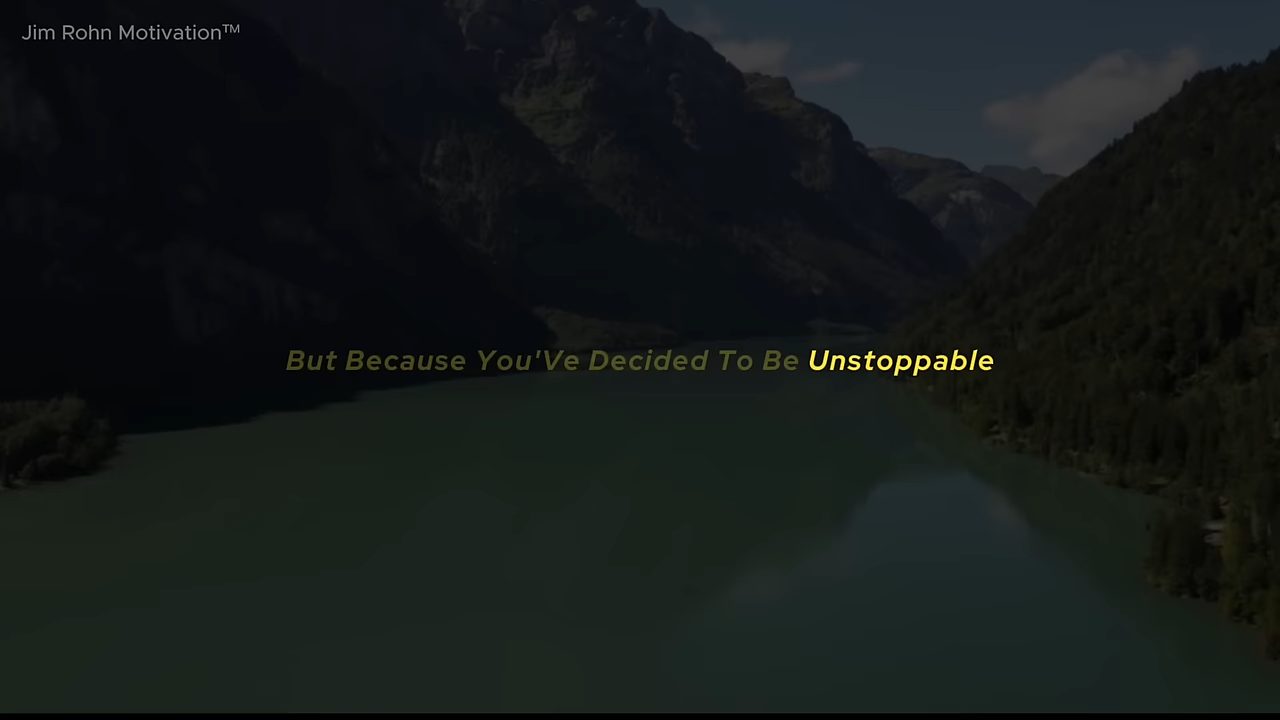 Jim Rohn Motivation™
But Because You'Ve Decided To Be Unstoppable